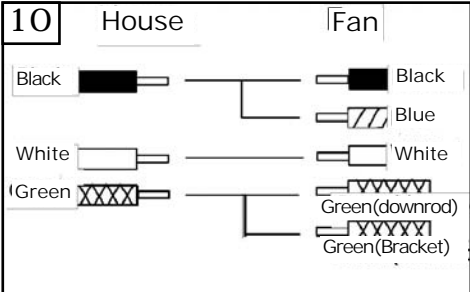 10
House
Fan
Black
Black
Blue
White
White
Green
Green(downrod)
Green(Bracket)